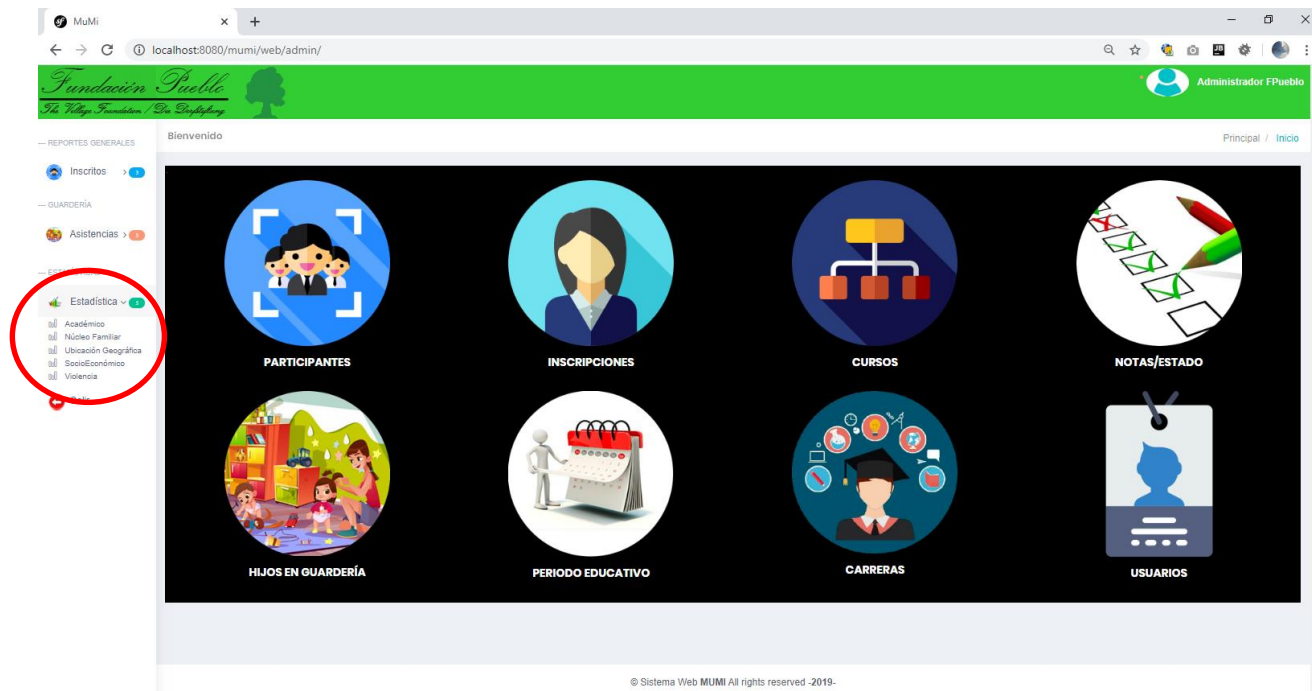 MuMi
localhost:8080/mumi/web/admin/
Fundación Pueblo
The Village Foundation / Die Dorfstiftung
Administrador FPueblo
Bienvenido
Principal / Inicio
— REPORTES GENERALES
Inscritos
— GUARDERÍA
Asistencias
Estadística
Académico
Núcleo Familiar
Ubicación Geográfica
SocioEconómico
Violencia
PARTICIPANTES
INSCRIPCIONES
CURSOS
NOTAS/ESTADO
HIJOS EN GUARDERÍA
PERIODO EDUCATIVO
CARRERAS
USUARIOS
© Sistema Web MUMI All rights reserved -2019-